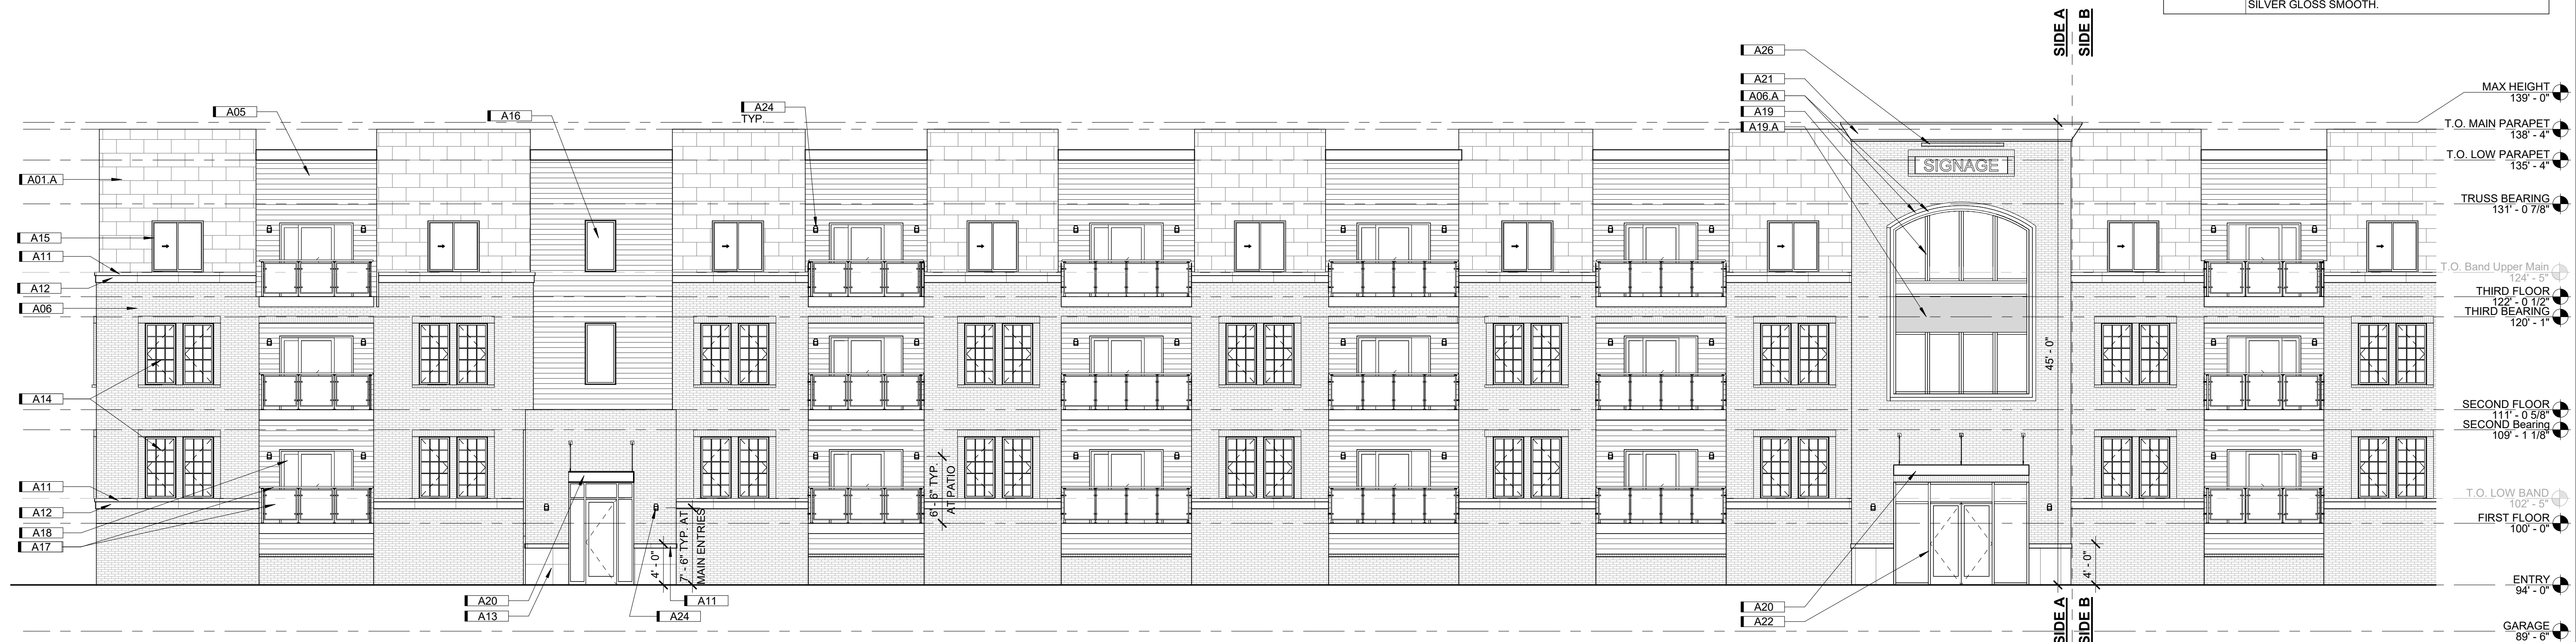 SILVER GLOSS SMOOTH.
SIDE A
SIDE B
A26
A21
A06.A
A19
A19.A
MAX HEIGHT
139' - 0"
T.O. MAIN PARAPET
138' - 4"
T.O. LOW PARAPET
135' - 4"
TRUSS BEARING
131' - 0 7/8"
T.O. Band Upper Main
124' - 5"
THIRD FLOOR
122' - 0 1/2"
THIRD BEARING
120' - 1"
SECOND FLOOR
111' - 0 5/8"
SECOND Bearing
109' - 1 1/8"
T.O. LOW BAND
102' - 5"
FIRST FLOOR
100' - 0"
ENTRY
94' - 0"
GARAGE
89' - 6"
A05
A16
A24
TYP.
A01.A
A15
A11
A12
A06
A14
A11
A12
A18
A17
SIGNAGE
45' - 0"
6' - 6" TYP.
AT PATIO
4' - 0"
7' - 6" TYP. AT
MAIN ENTRIES
4' - 0"
A20
A13
A11
A24
A20
A22
SIDE A
SIDE B